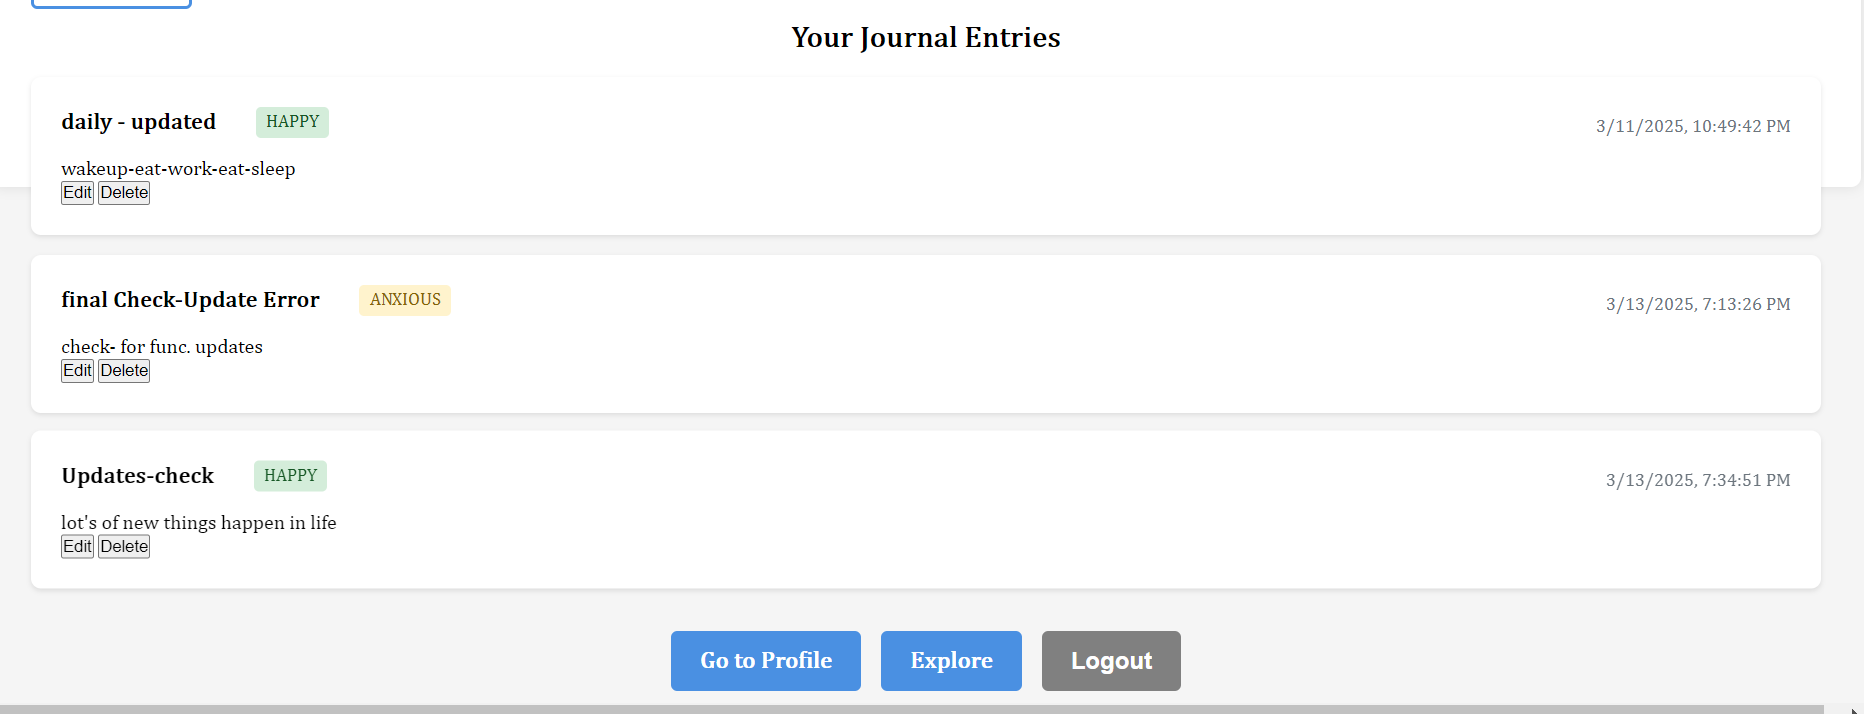 Your Journal Entries
daily - updated HAPPY 3/11/2025, 10:49:42 PM
wakeup-eat-work-eat-sleep
Edit Delete
final Check-Update Error ANXIOUS 3/13/2025, 7:13:26 PM
check- for func. updates
Edit Delete
Updates-check HAPPY 3/13/2025, 7:34:51 PM
lot's of new things happen in life
Edit Delete
Go to Profile Explore Logout